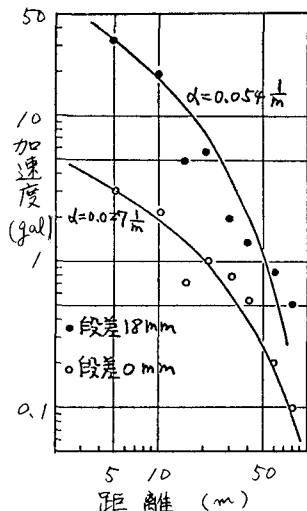 50
10
加速度
(gal)
1
0.1
α=0.054 1/m
α=0.027 1/m
● 段差18mm
○ 段差0mm
5 10 50
距離 (m)